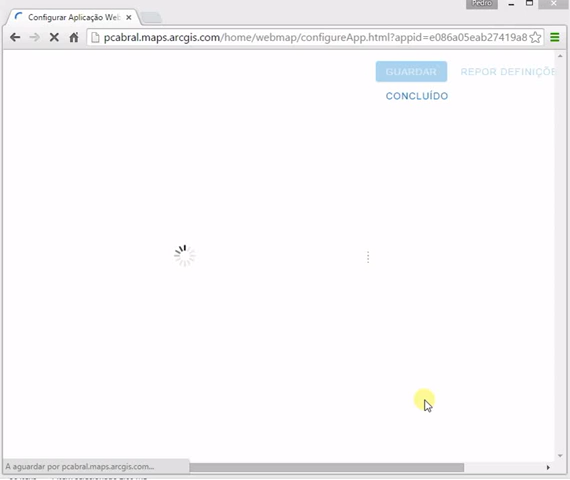 Pedro
Configurar Aplicação Web
pcabral.maps.arcgis.com/home/webmap/configureApp.html?appid=e086a05eab27419a8
GUARDAR
REPOR DEFINIÇÕE
CONCLUÍDO
A aguardar por pcabral.maps.arcgis.com...